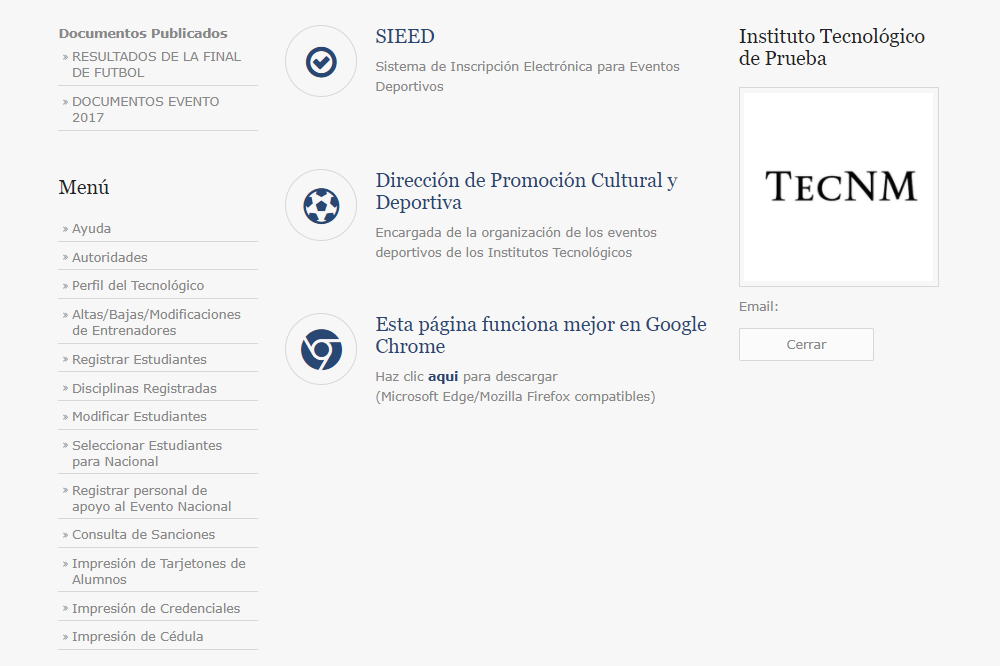 Documentos Publicados
» RESULTADOS DE LA FINAL
DE FUTBOL
» DOCUMENTOS EVENTO
2017
Menú
» Ayuda
» Autoridades
» Perfil del Tecnológico
» Altas/Bajas/Modificaciones
de Entrenadores
» Registrar Estudiantes
» Disciplinas Registradas
» Modificar Estudiantes
» Seleccionar Estudiantes
para Nacional
» Registrar personal de
apoyo al Evento Nacional
» Consulta de Sanciones
» Impresión de Tarjetones de
Alumnos
» Impresión de Credenciales
» Impresión de Cédula
SIEED
Sistema de Inscripción Electrónica para Eventos
Deportivos
Dirección de Promoción Cultural y
Deportiva
Encargada de la organización de los eventos
deportivos de los Institutos Tecnológicos
Esta página funciona mejor en Google
Chrome
Haz clic aqui para descargar
(Microsoft Edge/Mozilla Firefox compatibles)
Instituto Tecnológico
de Prueba
TECNM
Email:
Cerrar